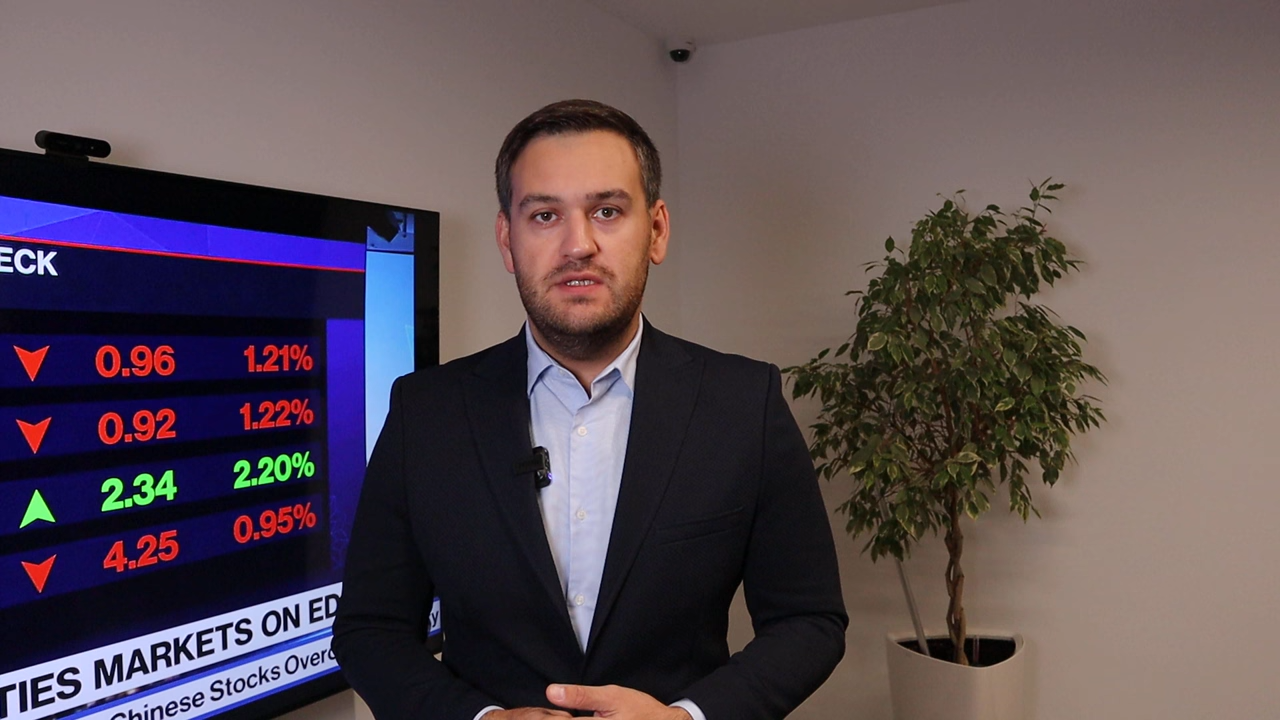 ECK
0.96 1.21%
0.92 1.22%
2.34 2.20%
4.25 0.95%
TIES MARKETS ON ED
Chinese Stocks Overc